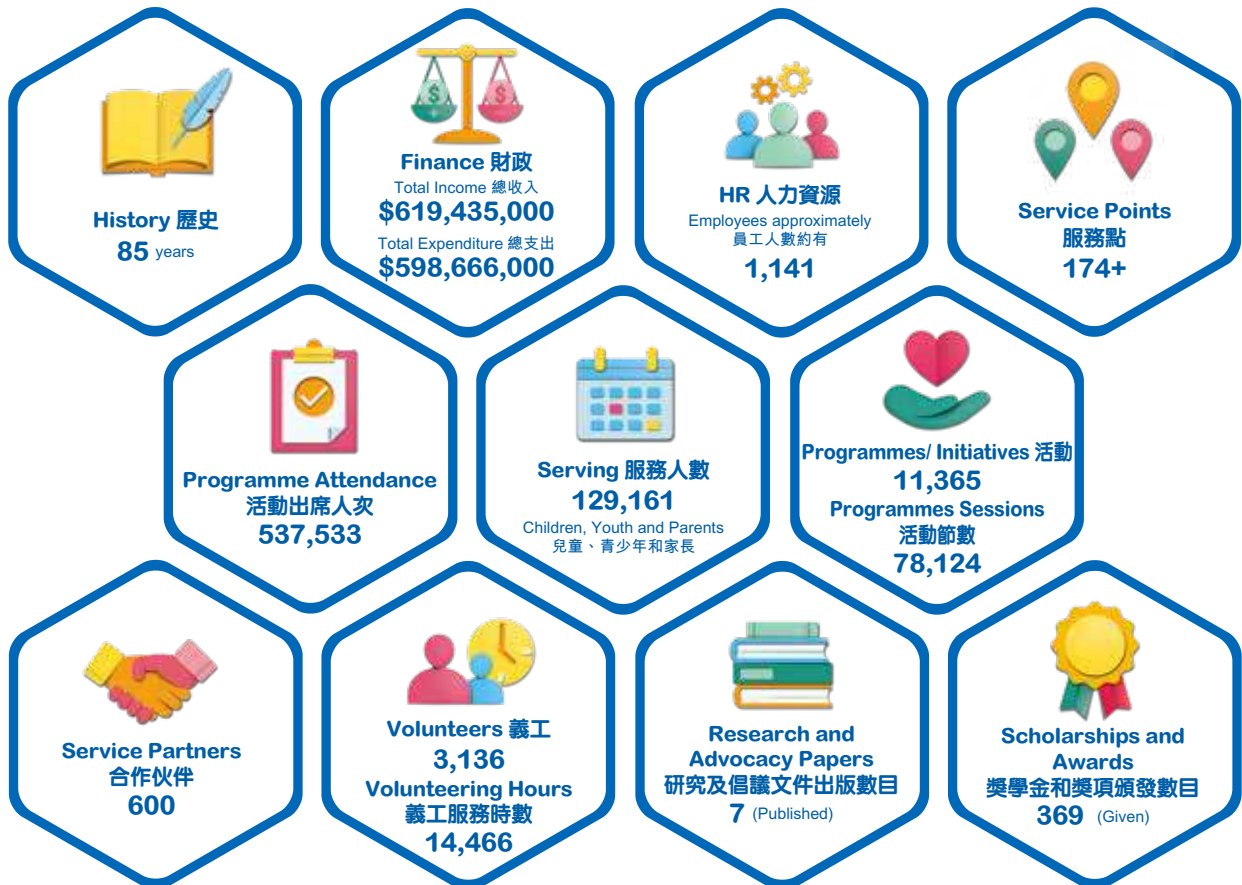 History 歷史
85 years
Finance 財政
Total Income 總收入
$619,435,000
Total Expenditure 總支出
$598,666,000
HR 人力資源
Employees approximately
員工人數約有
1,141
Service Points
服務點
174+
Programme Attendance
活動出席人次
537,533
Serving 服務人數
129,161
Children, Youth and Parents
兒童、青少年和家長
Programmes/ Initiatives 活動
11,365
Programmes Sessions
活動節數
78,124
Service Partners
合作伙伴
600
Volunteers 義工
3,136
Volunteering Hours
義工服務時數
14,466
Research and
Advocacy Papers
研究及倡議文件出版數目
7 (Published)
Scholarships and
Awards
獎學金和獎項頒發數目
369 (Given)